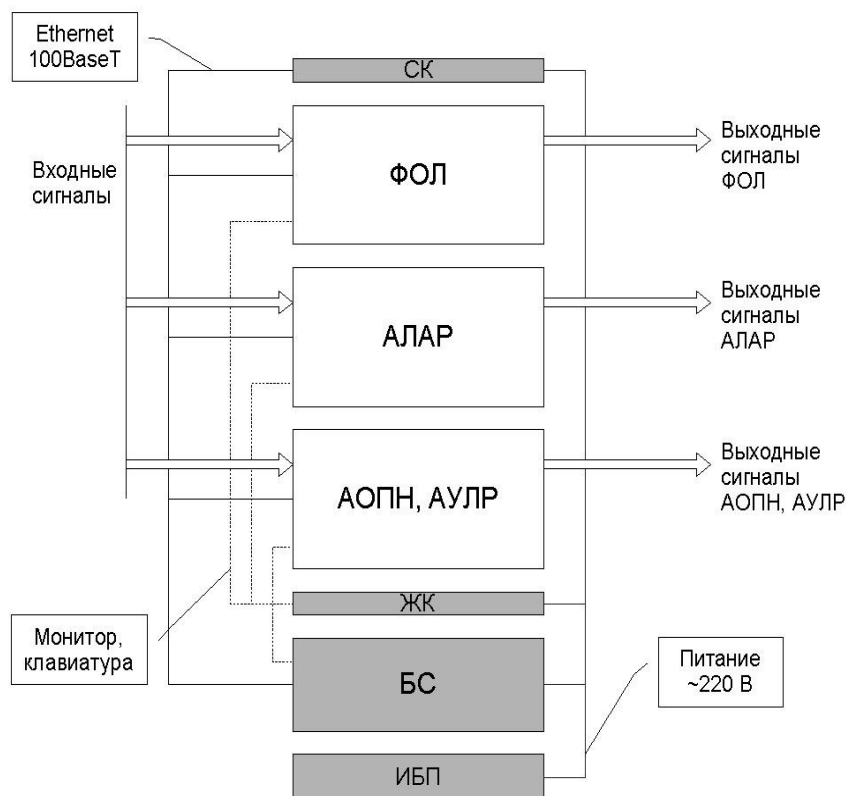 Ethernet
100BaseT
СК
Входные
сигналы
ФОЛ
Выходные
сигналы
ФОЛ
АЛАР
Выходные
сигналы
АЛАР
АОПН, АУЛР
Выходные
сигналы
АОПН, АУЛР
ЖК
Монитор,
клавиатура
БС
Питание
~220 В
ИБП